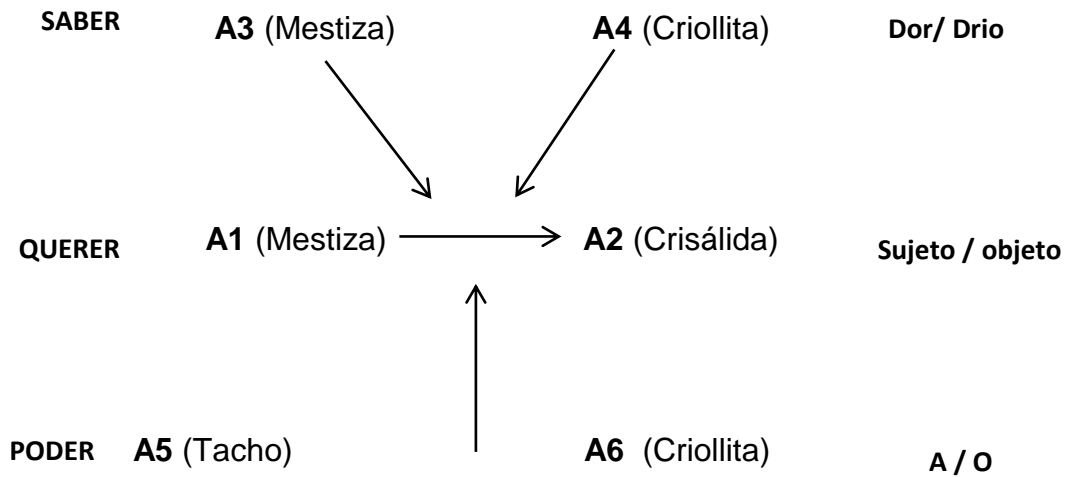 SABER A3 (Mestiza) A4 (Criollita) Dor/ Drio
QUERER A1 (Mestiza) A2 (Crisálida) Sujeto / objeto
PODER A5 (Tacho) A6 (Criollita) A / O